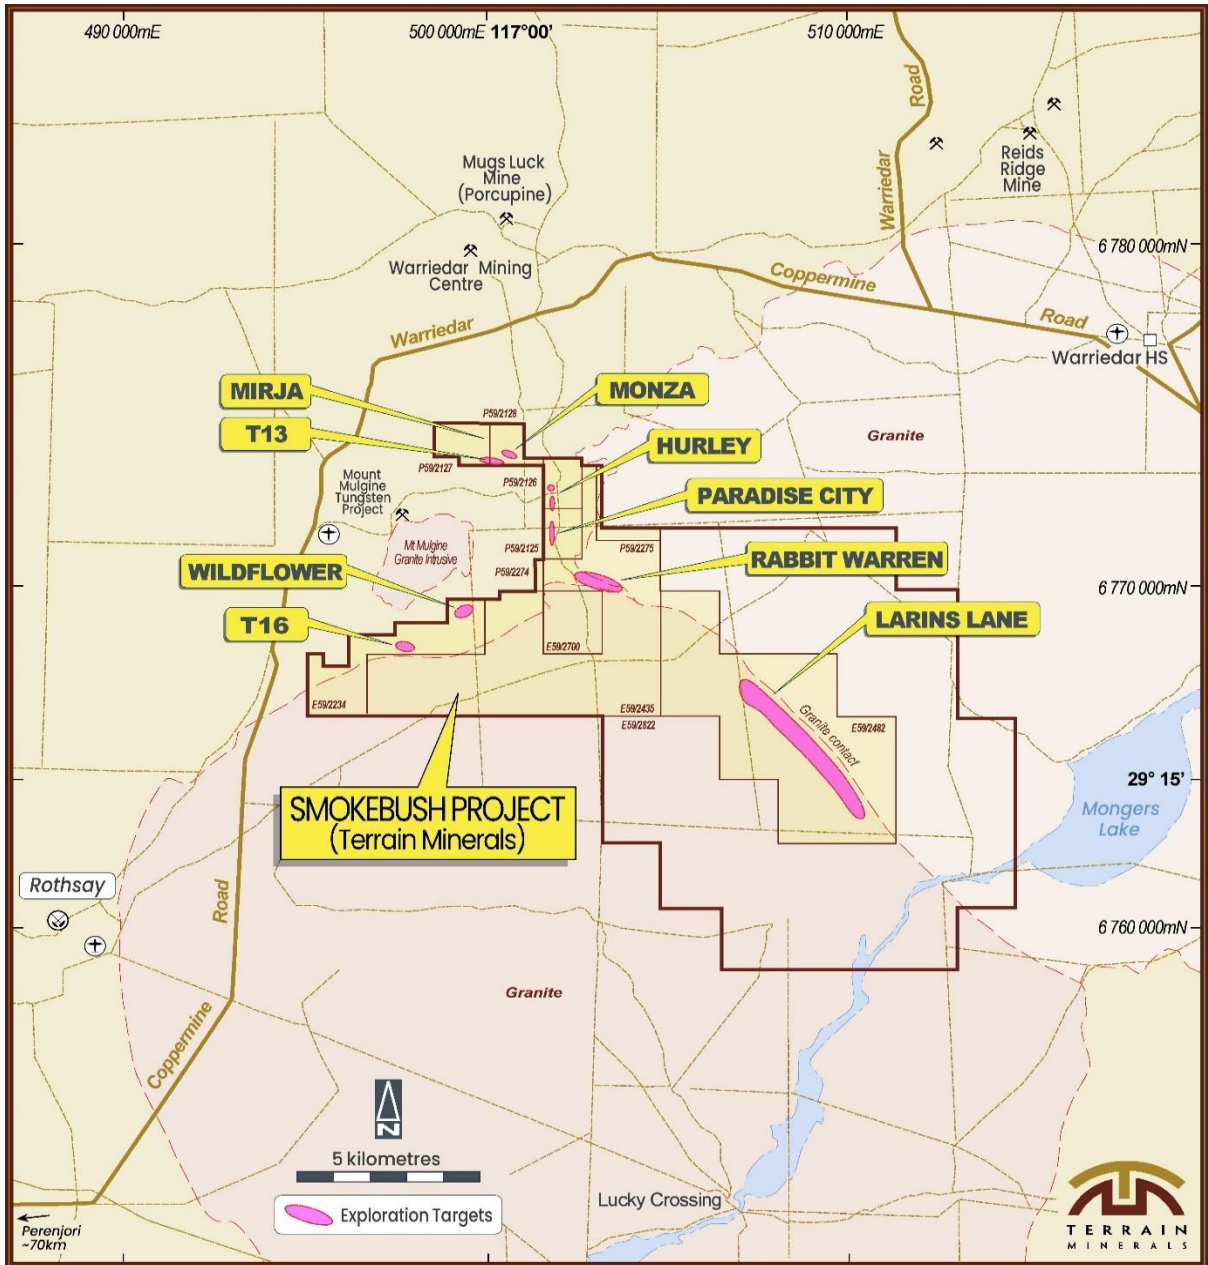 490 000mE
500 000mE 117°00'
510 000mE
Road
Warriedar
Reids
Ridge
Mine
Mugs Luck
Mine
(Porcupine)
Warriedar Mining
Centre
6 780 000mN
Coppermine
Road
Warriedar HS
Warriedar
MIRJA
MONZA
P59/2128
T13
HURLEY
Granite
P59/2127
P59/2126
Mount
Mulgine
Tungsten
Project
PARADISE CITY
Mt Mulgine
Granite Intrusive
P59/2125
P59/2275
P59/2274
WILDFLOWER
RABBIT WARREN
6 770 000mN
T16
LARINS LANE
E59/2700
E59/2234
E59/2435
E59/2822
Granite contact
E59/2482
29° 15'
SMOKEBUSH PROJECT
(Terrain Minerals)
Mongers
Lake
Rothsay
Road
6 760 000mN
Granite
Coppermine
N
5 kilometres
Exploration Targets
Lucky Crossing
Perenjori
~70km
TERRAIN
MINERALS